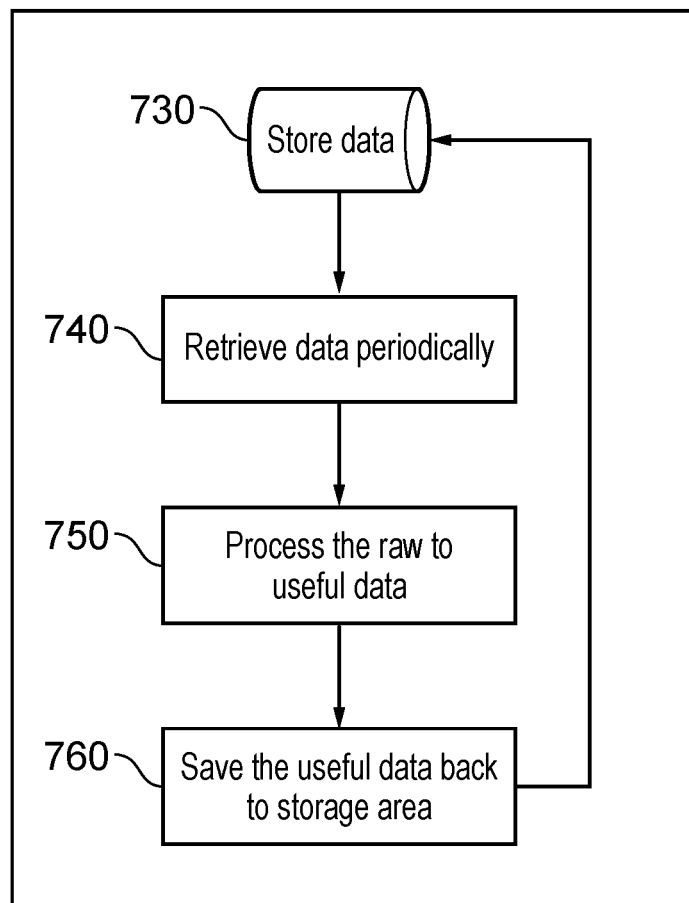 730
Store data
740
Retrieve data periodically
750
Process the raw to
useful data
760
Save the useful data back
to storage area